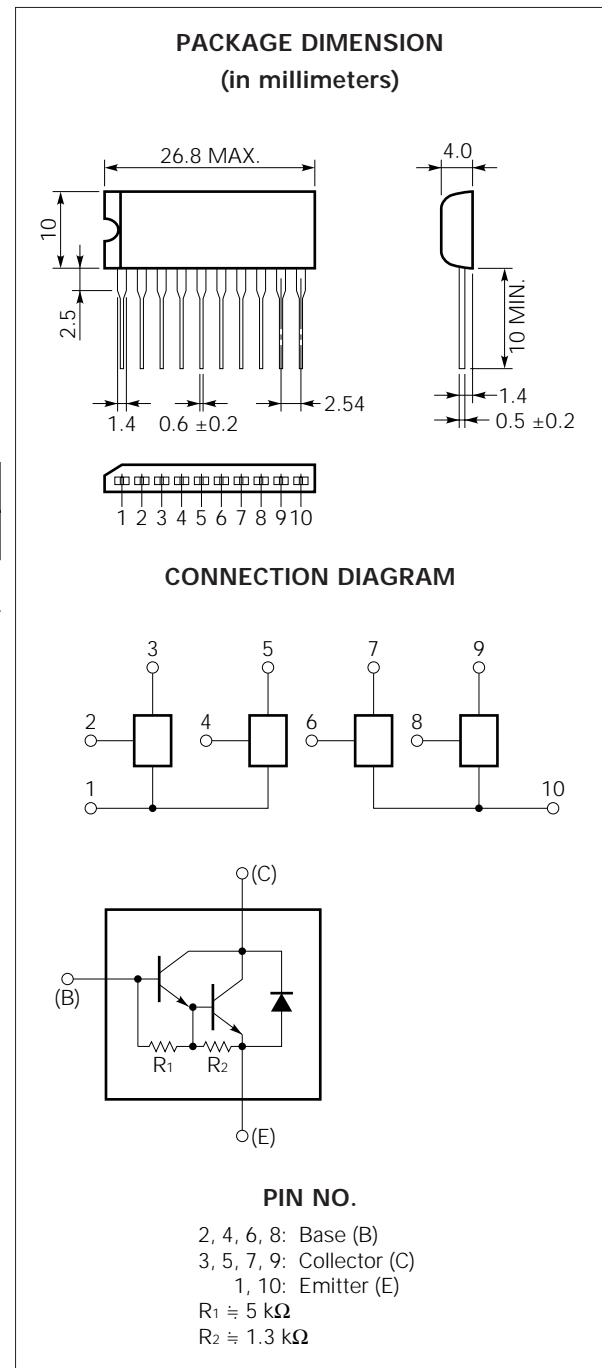 PACKAGE DIMENSION
(in millimeters)
26.8 MAX.
4.0
10
2.5
10 MIN.
2.54
1.4
1.4 0.6 ±0.2
0.5 ±0.2
1 2 3 4 5 6 7 8 9 10
CONNECTION DIAGRAM
3 5 7 9
2 4 6 8
1 10
(C)
(B)
R1 R2
(E)
PIN NO.
2, 4, 6, 8: Base (B)
3, 5, 7, 9: Collector (C)
1, 10: Emitter (E)
R1 ≒ 5 kΩ
R2 ≒ 1.3 kΩ